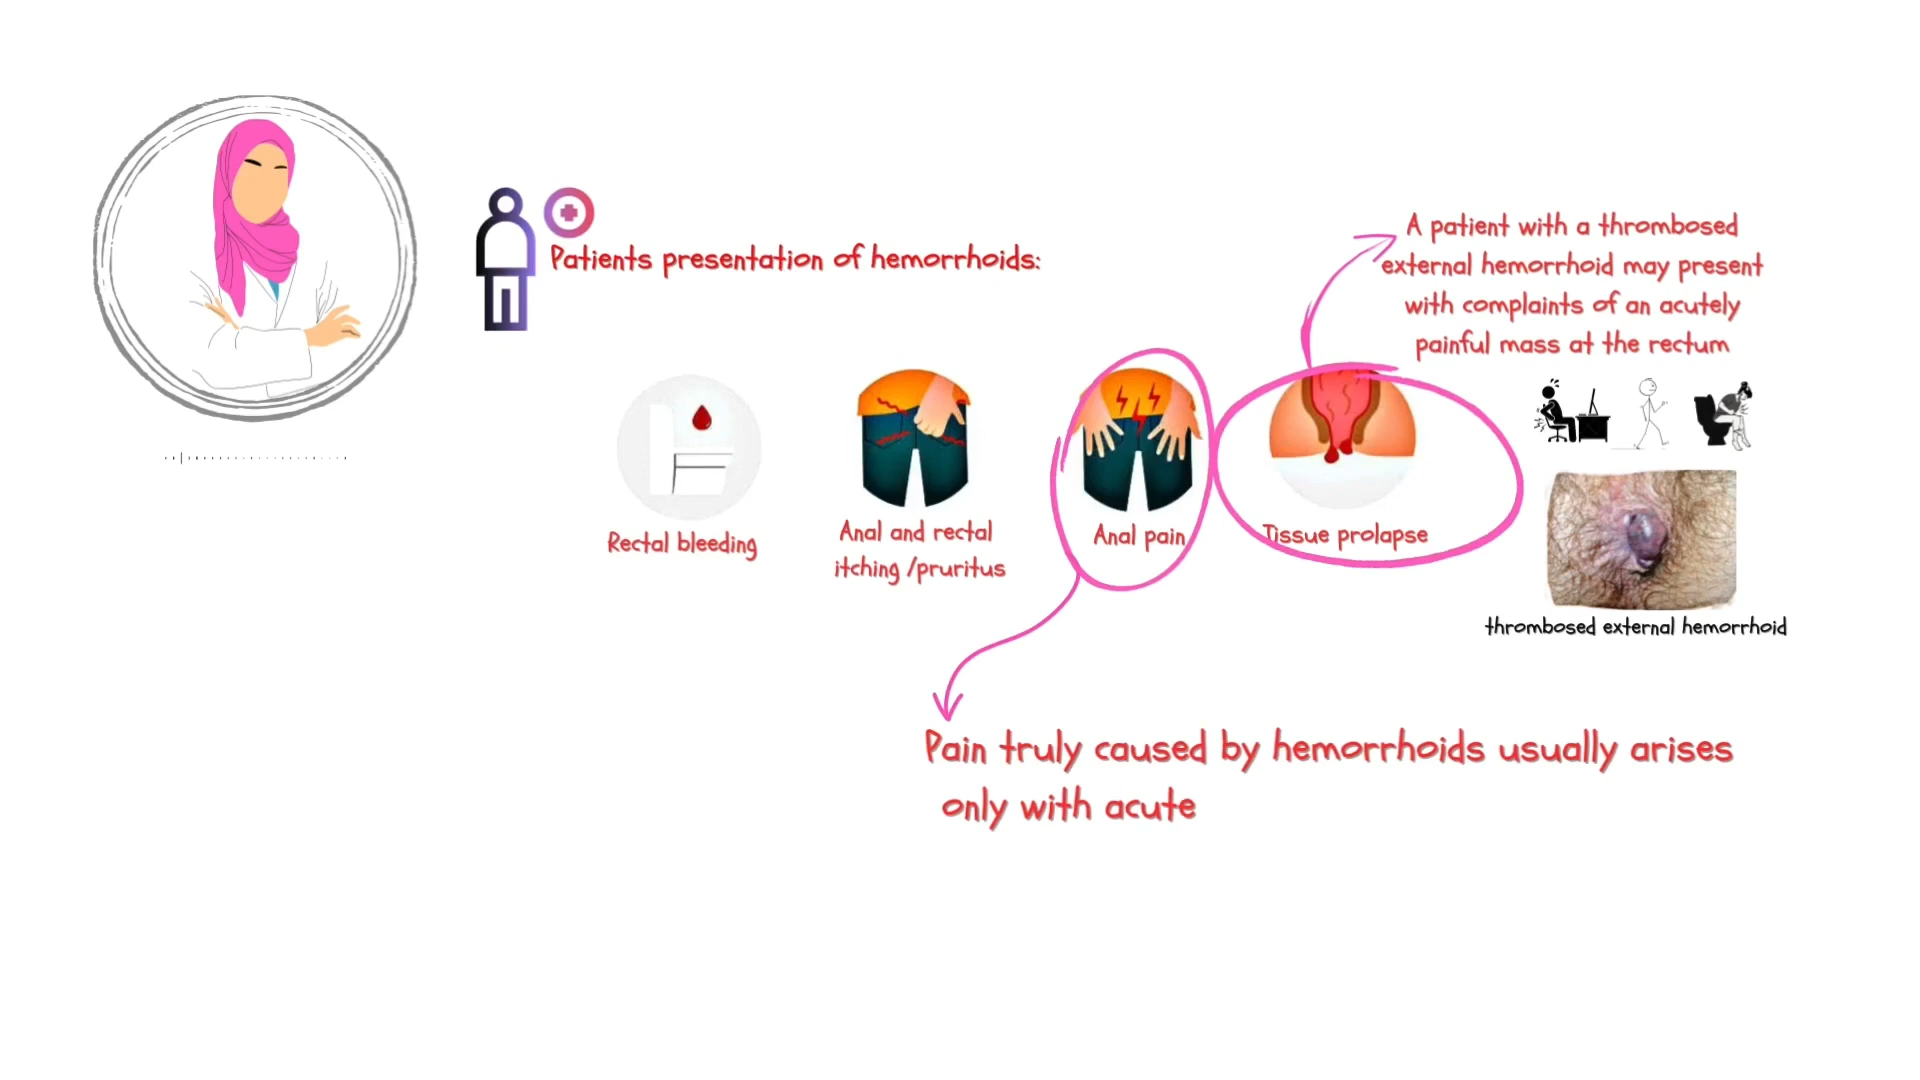 Patients presentation of hemorrhoids:
A patient with a thrombosed
external hemorrhoid may present
with complaints of an acutely
painful mass at the rectum
Rectal bleeding
Anal and rectal
itching /pruritus
Anal pain
Tissue prolapse
thrombosed external hemorrhoid
Pain truly caused by hemorrhoids usually arises
only with acute